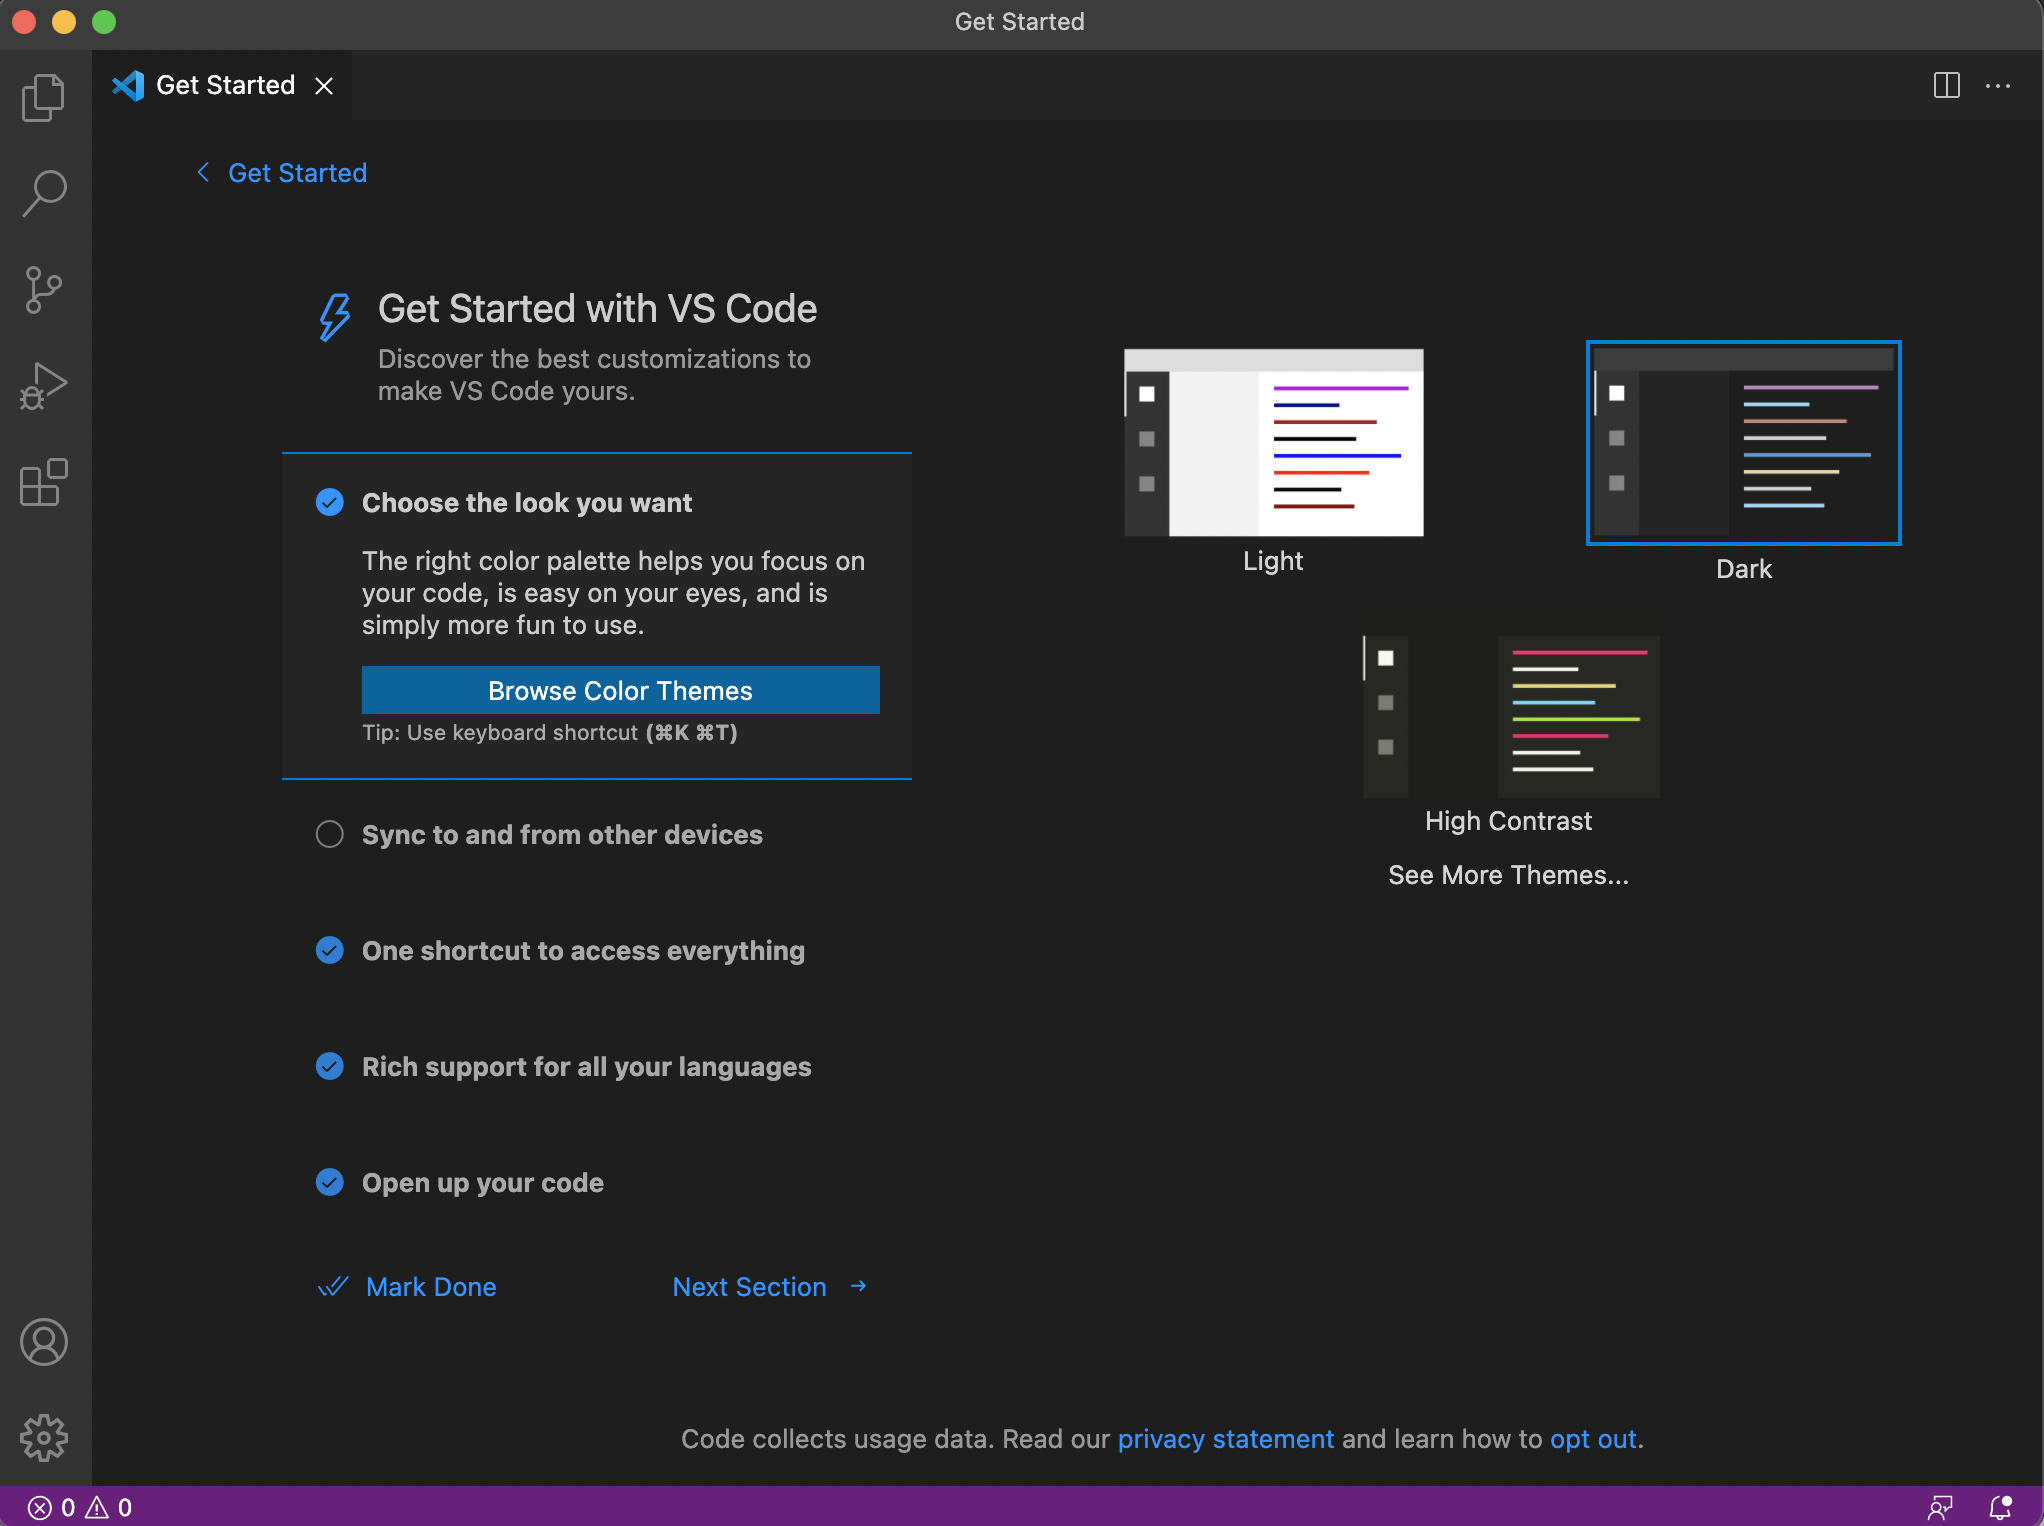 Get Started
Get Started
Get Started
Get Started with VS Code
Discover the best customizations to
make VS Code yours.
Choose the look you want
The right color palette helps you focus on
your code, is easy on your eyes, and is
simply more fun to use.
Browse Color Themes
Tip: Use keyboard shortcut (⌘K ⌘T)
Sync to and from other devices
One shortcut to access everything
Rich support for all your languages
Open up your code
Mark Done
Next Section →
Light
Dark
High Contrast
See More Themes...
Code collects usage data. Read our privacy statement and learn how to opt out.
0 0